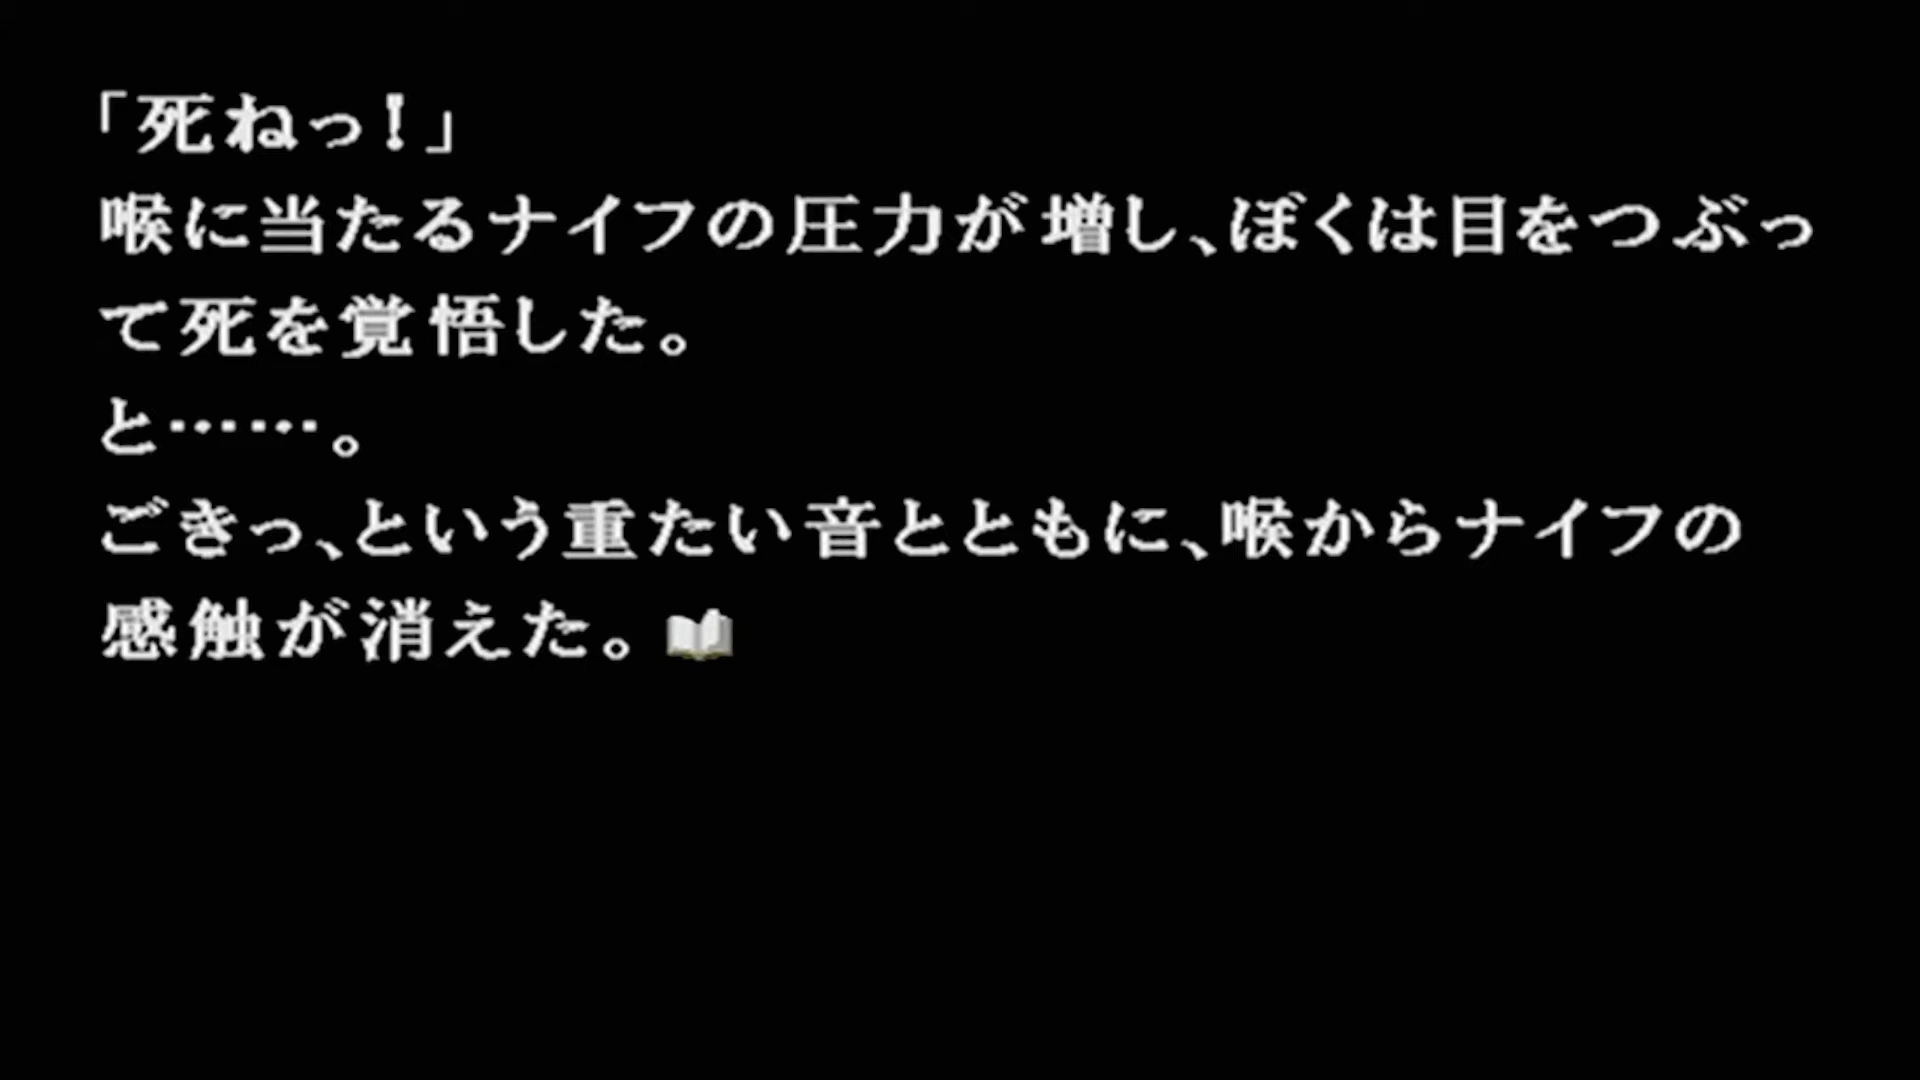 「死ねっ！」
喉に当たるナイフの圧力が増し、ぼくは目をつぶっ
て死を覚悟した。
と……。
ごきっ、という重たい音とともに、喉からナイフの
感触が消えた。